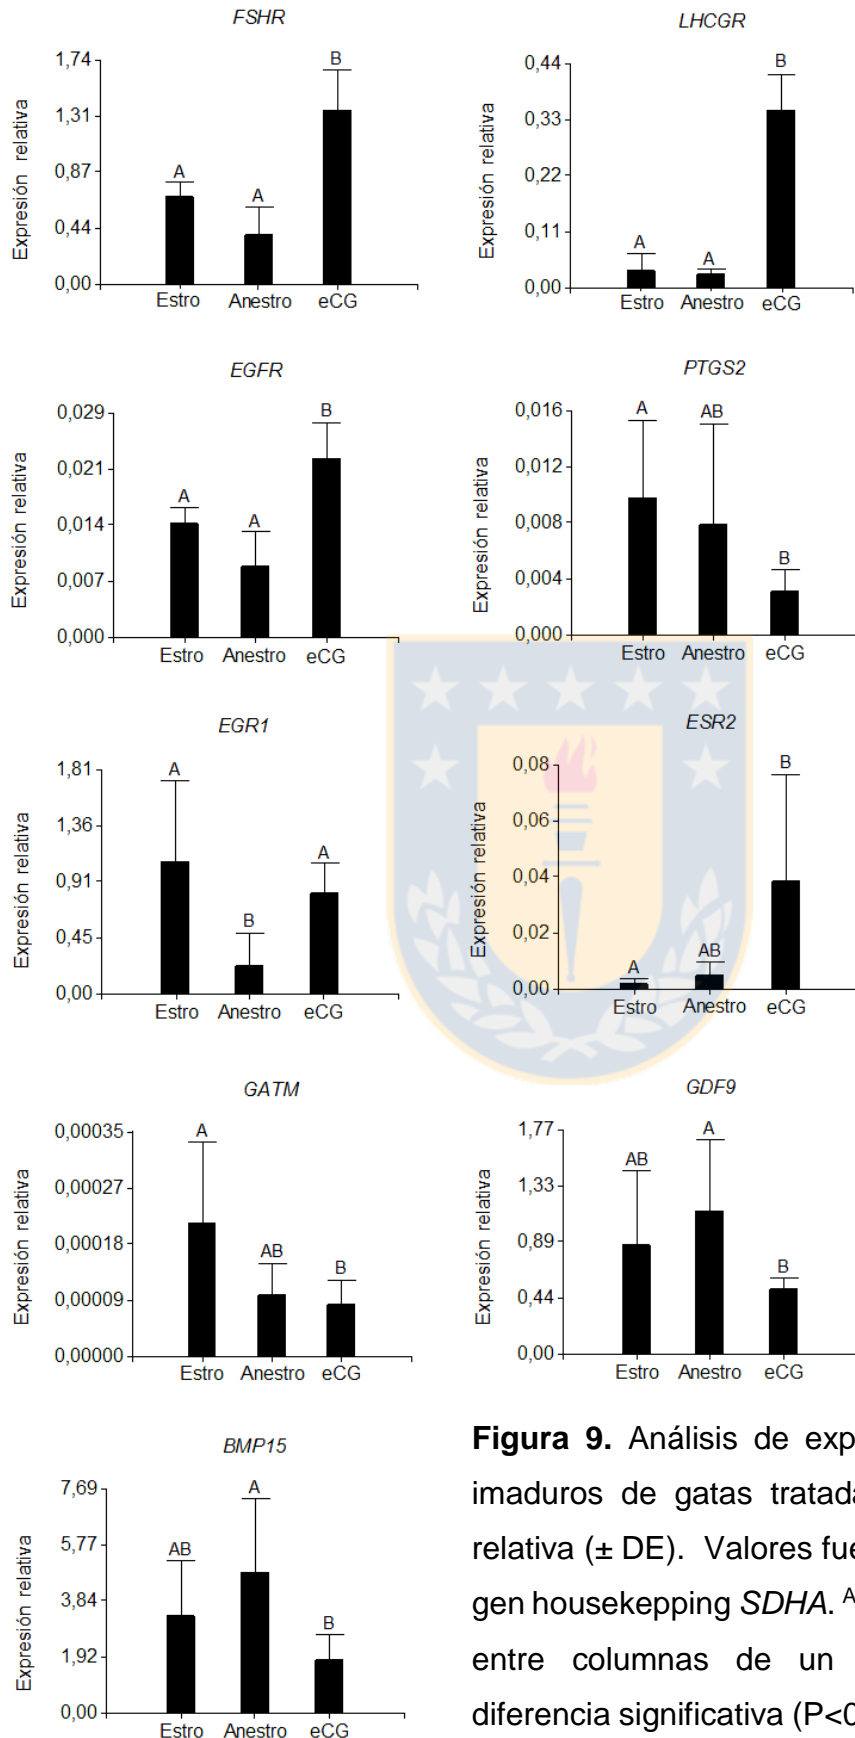 FSHR
Expresión relativa
1,74
1,31
0,87
0,44
0,00
A
A
B
Estro Anestro eCG
LHCGR
Expresión relativa
0,44
0,33
0,22
0,11
0,00
A
A
B
Estro Anestro eCG
EGFR
Expresión relativa
0,029
0,021
0,014
0,007
0,000
A
A
B
Estro Anestro eCG
PTGS2
Expresión relativa
0,016
0,012
0,008
0,004
0,000
A
AB
B
Estro Anestro eCG
EGR1
Expresión relativa
1,81
1,36
0,91
0,45
0,00
A
B
A
Estro Anestro eCG
ESR2
Expresión relativa
0,08
0,06
0,04
0,02
0,00
A
AB
B
Estro Anestro eCG
GATM
Expresión relativa
0,00035
0,00027
0,00018
0,00009
0,00000
A
AB
B
Estro Anestro eCG
GDF9
Expresión relativa
1,77
1,33
0,89
0,44
0,00
AB
A
B
Estro Anestro eCG
BMP15
Expresión relativa
7,69
5,77
3,84
1,92
0,00
AB
A
B
Estro Anestro eCG
Figura 9. Análisis de exp
imaduros de gatas tratada
relativa (± DE). Valores fue
gen housekepping SDHA. A
entre columnas de un
diferencia significativa (P<0